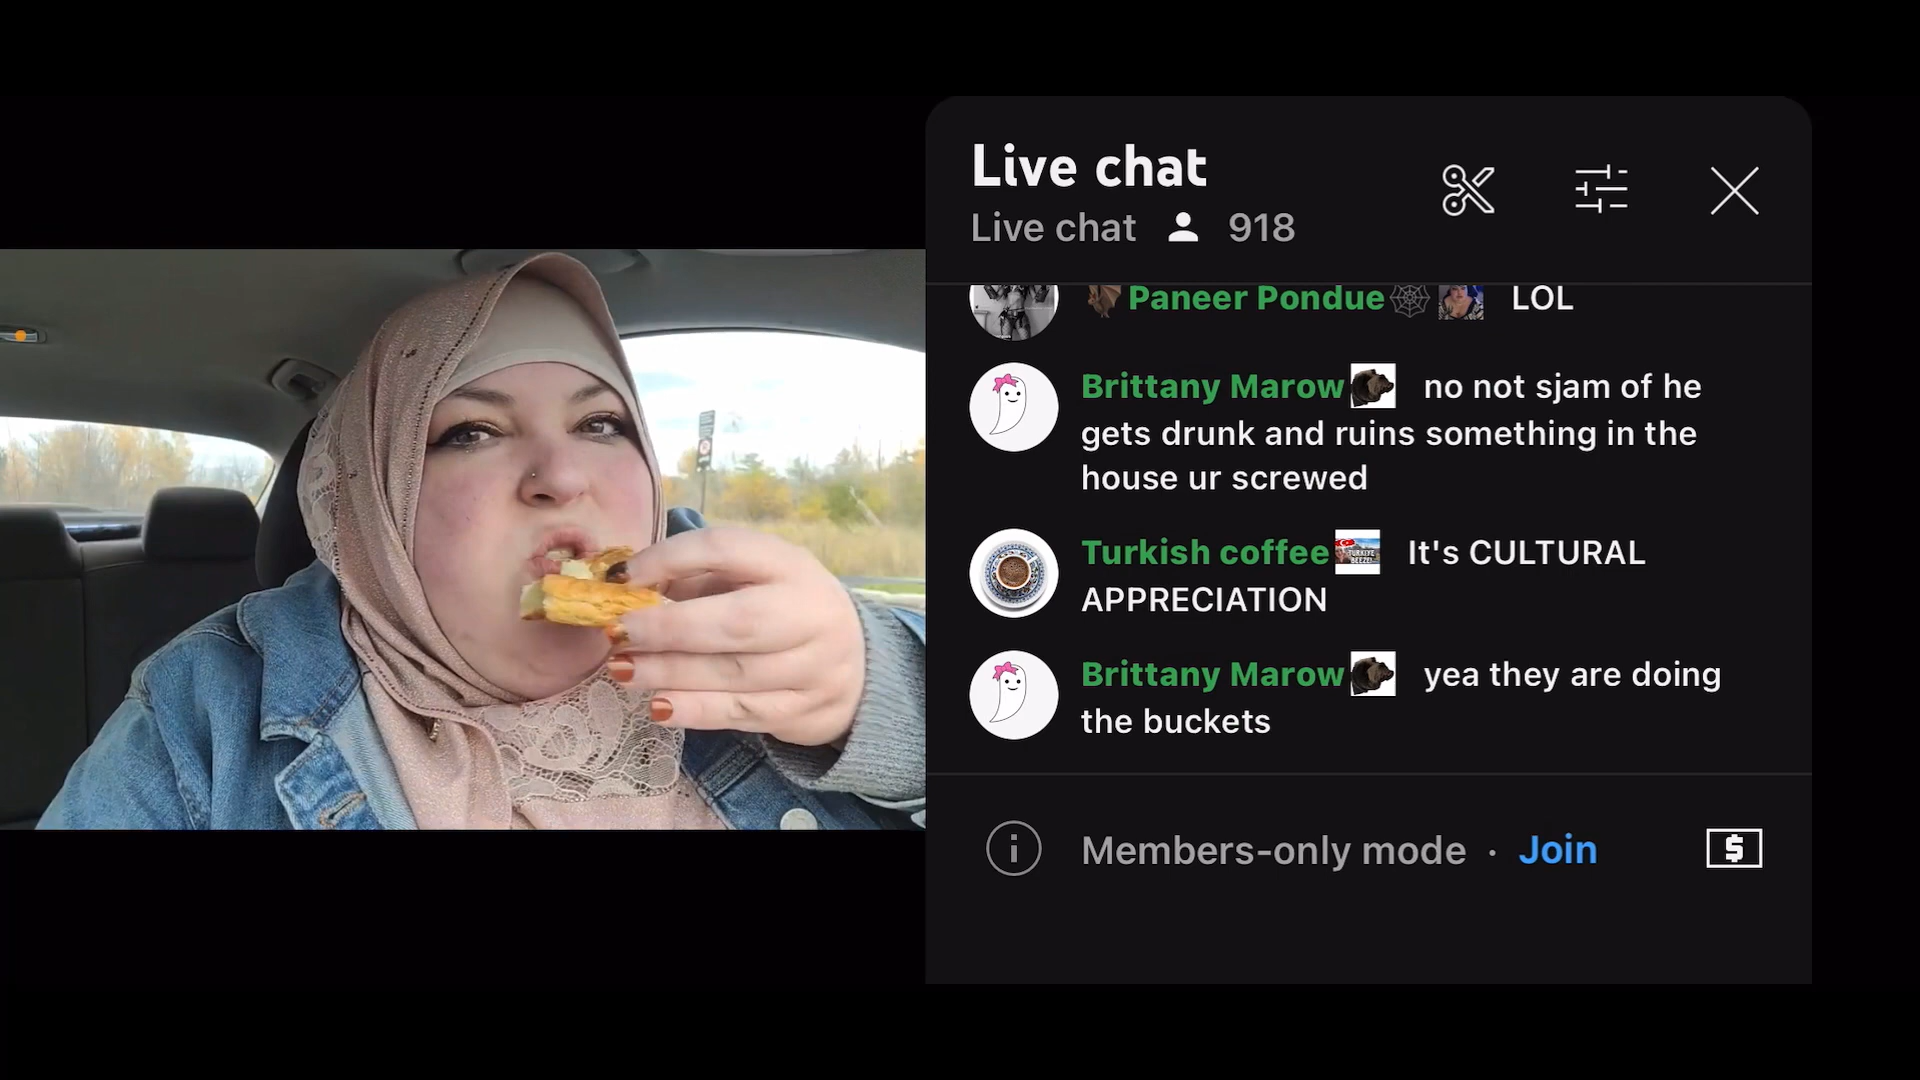 Live chat
Live chat 918
Paneer Pondue LOL
Brittany Marow no not sjam of he
gets drunk and ruins something in the
house ur screwed
Turkish coffee It's CULTURAL
APPRECIATION
Brittany Marow yea they are doing
the buckets
Members-only mode · Join
$